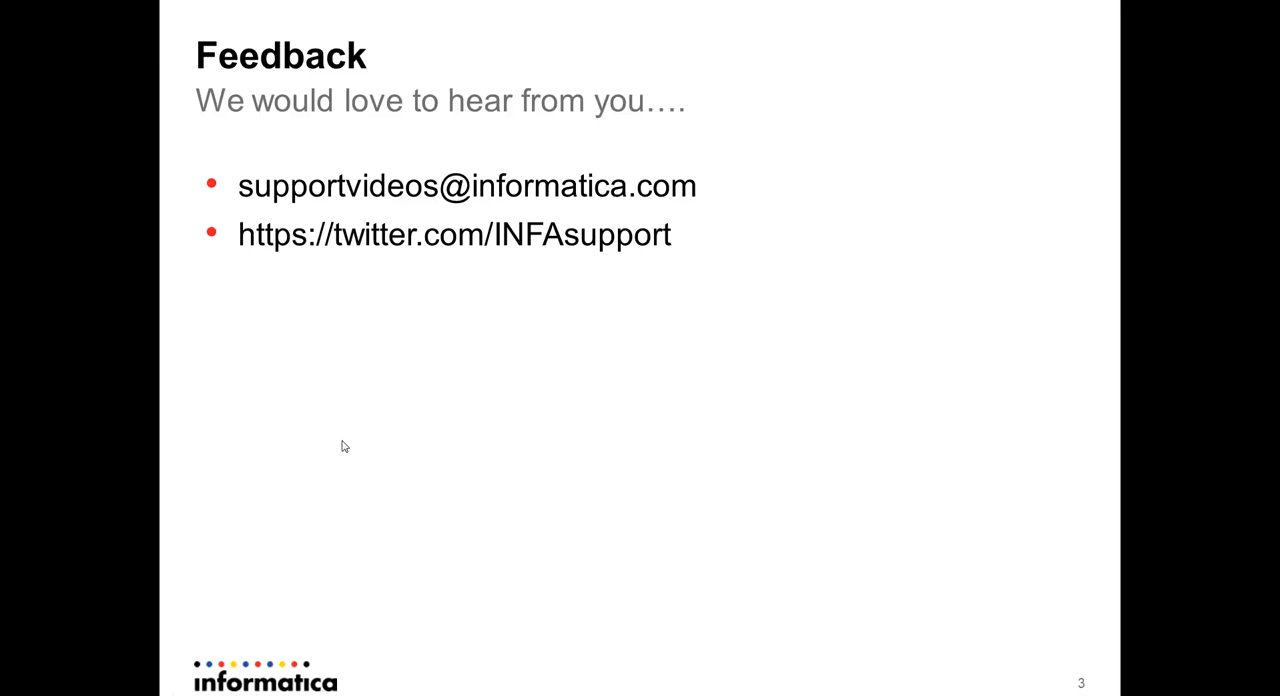 Feedback
We would love to hear from you….
• supportvideos@informatica.com
• https://twitter.com/INFAsupport
informatica
3